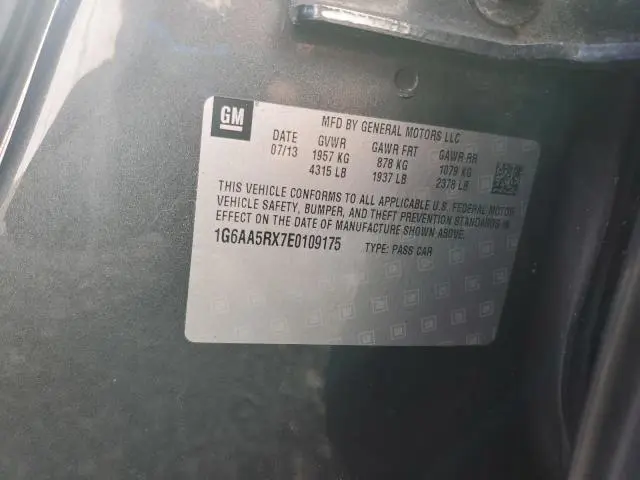 GM
MFD BY GENERAL MOTORS LLC
DATE GVWR GAWR FRT GAWR RR
07/13 1957 KG 878 KG 1079 KG
4315 LB 1937 LB 2378 LB
THIS VEHICLE CONFORMS TO ALL APPLICABLE U.S. FEDERAL MOTOR
VEHICLE SAFETY, BUMPER, AND THEFT PREVENTION STANDARDS IN
EFFECT ON THE DATE OF MANUFACTURE SHOWN ABOVE.
1G6AA5RX7E0109175 TYPE: PASS CAR